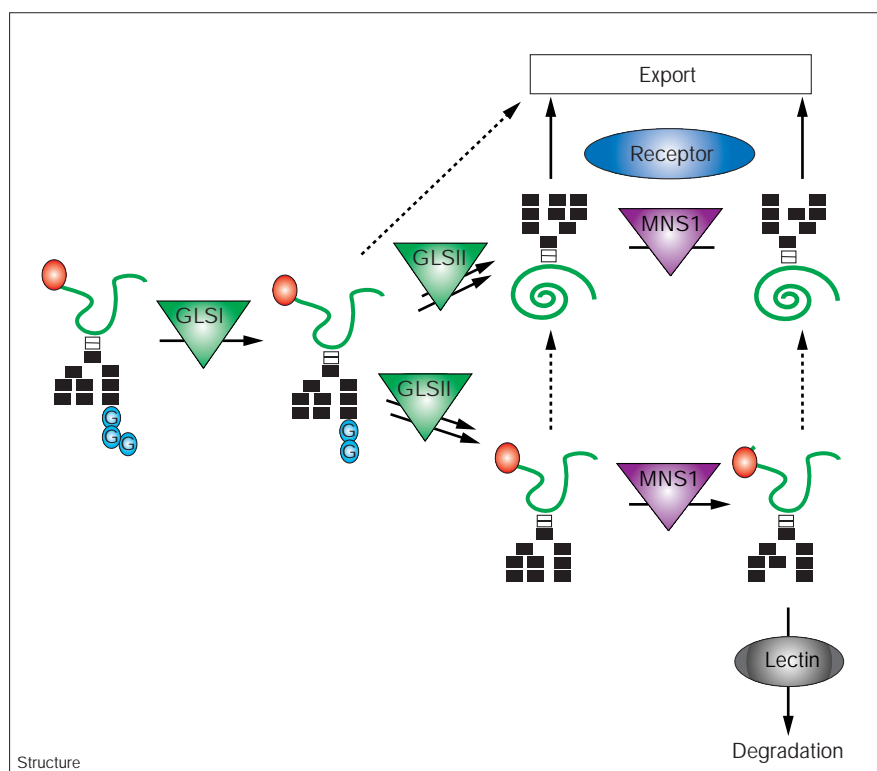 Export
Receptor
MNS1
GLSII
GLSI
GLSII
MNS1
G
G
G
G
G
Lectin
Degradation
Structure